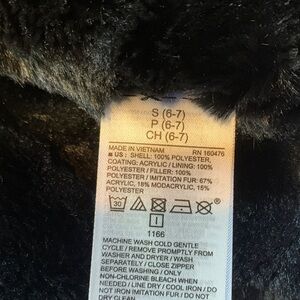 S (6-7)
P (6-7)
CH (6-7)
MADE IN VIETNAM RN 160476
US : SHELL: 100% POLYESTER,
COATING: ACRYLIC / LINING: 100%
POLYESTER / FILLER: 100%
POLYESTER / IMITATION FUR: 67%
ACRYLIC, 18% MODACRYLIC, 15%
POLYESTER
30
1166
MACHINE WASH COLD GENTLE
CYCLE / REMOVE PROMPTLY FROM
WASHER AND DRYER / WASH
SEPARATELY / CLOSE ZIPPER
BEFORE WASHING / ONLY
NON-CHLORINE BLEACH WHEN
NEEDED / LINE DRY / COOL IRON / DO
NOT IRON IMITATION FUR / DO NOT
DRY CLEAN